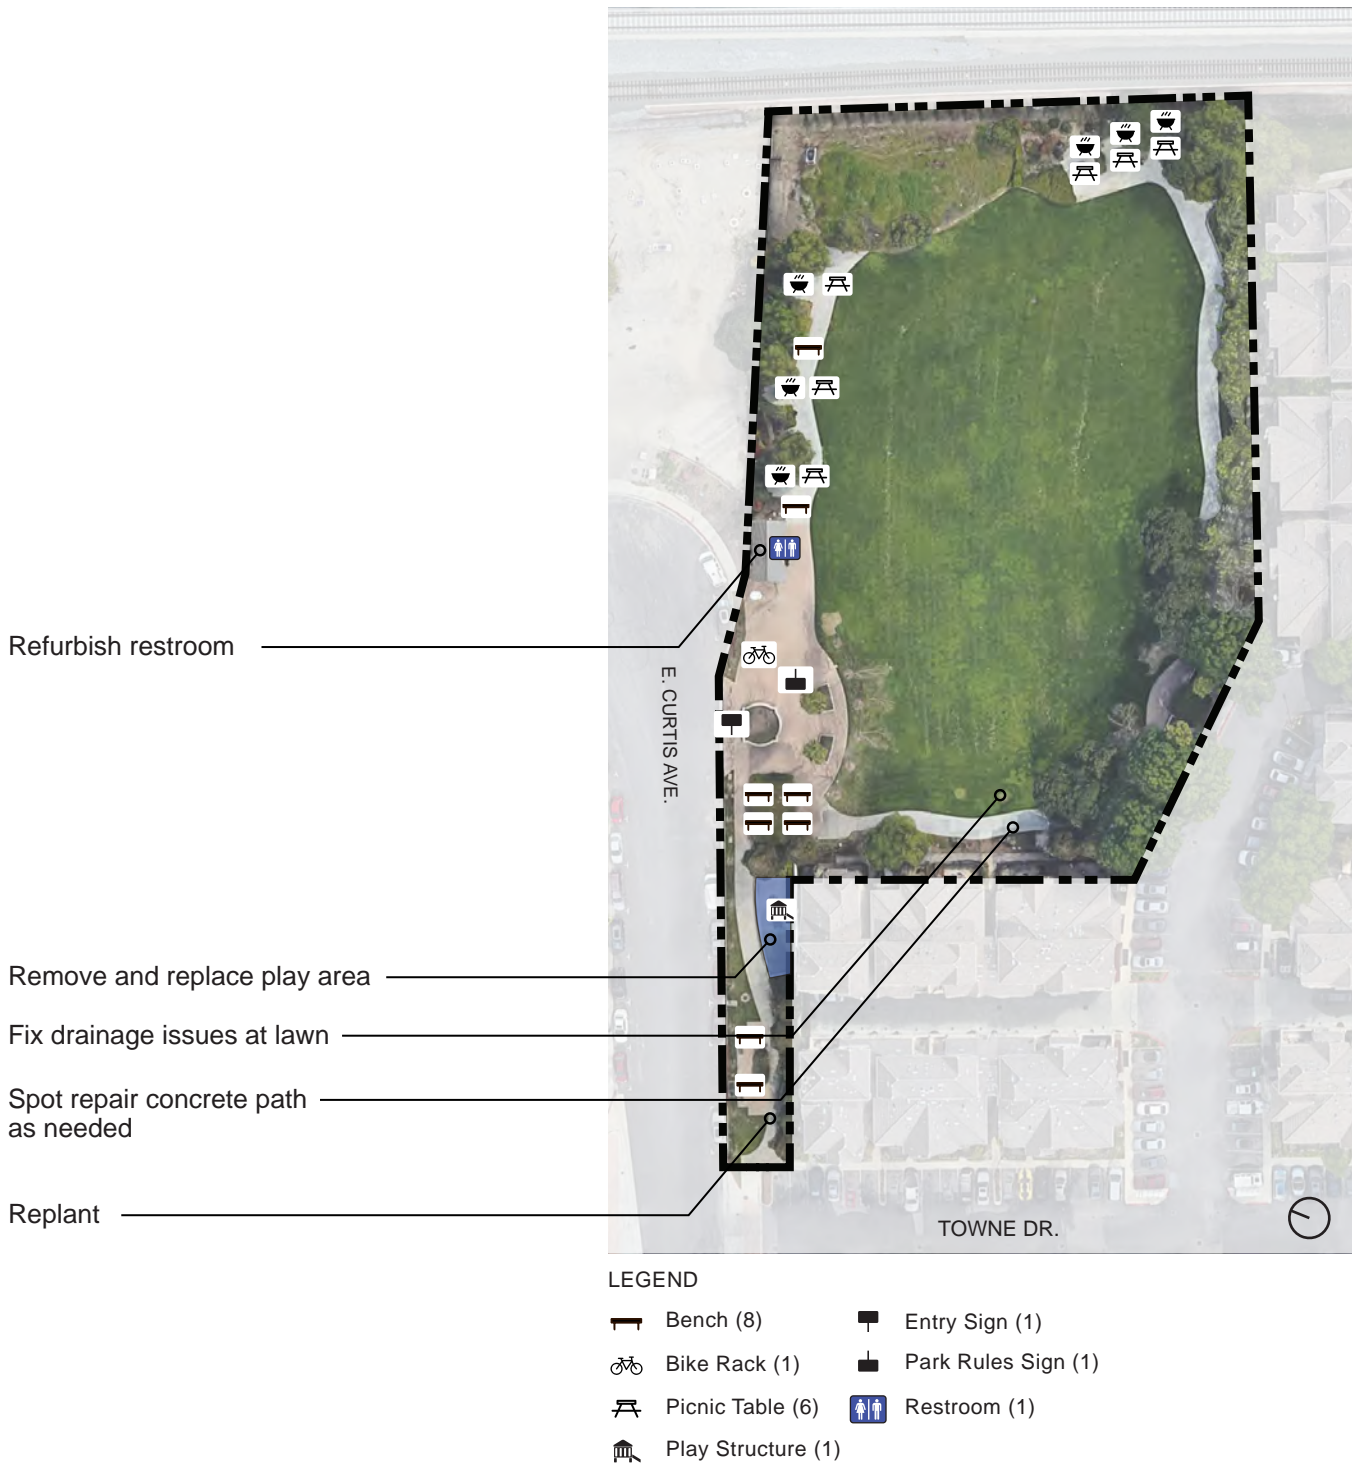 Refurbish restroom
E. CURTIS AVE.
Remove and replace play area
Fix drainage issues at lawn
Spot repair concrete path
as needed
Replant
TOWNE DR.
LEGEND
Bench (8)
Bike Rack (1)
Picnic Table (6)
Play Structure (1)
Entry Sign (1)
Park Rules Sign (1)
Restroom (1)